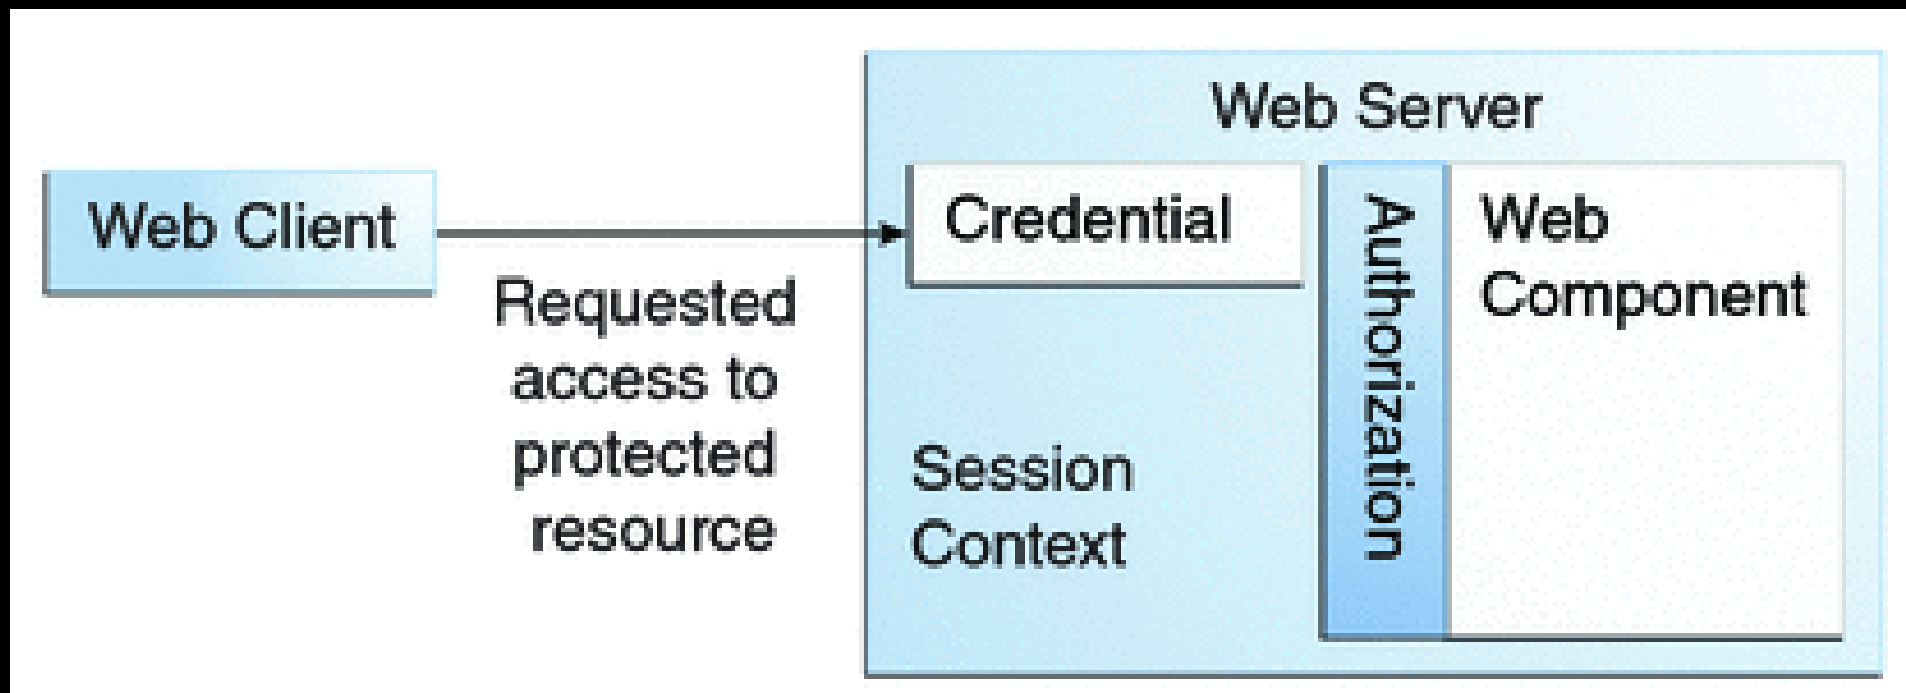 Web Client
Requested
access to
protected
resource
Web Server
Credential
Session
Context
Authorization
Web
Component